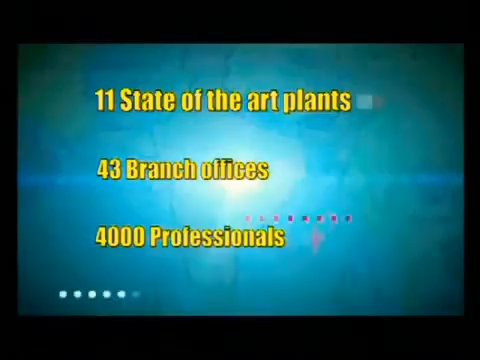 11 State of the art plants
43 Branch offices
4000 Professionals